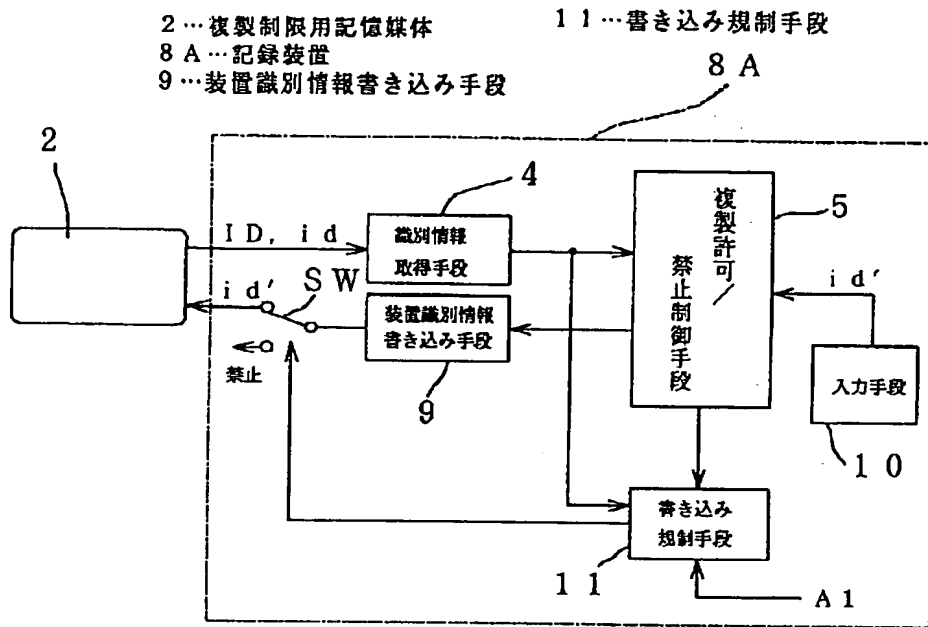 2…複製制限用記憶媒体
8A…記録装置
9…装置識別情報書き込み手段
11…書き込み規制手段
8A
2
4
5
ID, id
識別情報
取得手段
複製許可/
禁止制御手段
id′
id′
SW
装置識別情報
書き込み手段
禁止
9
入力手段
10
書き込み
規制手段
11
A1